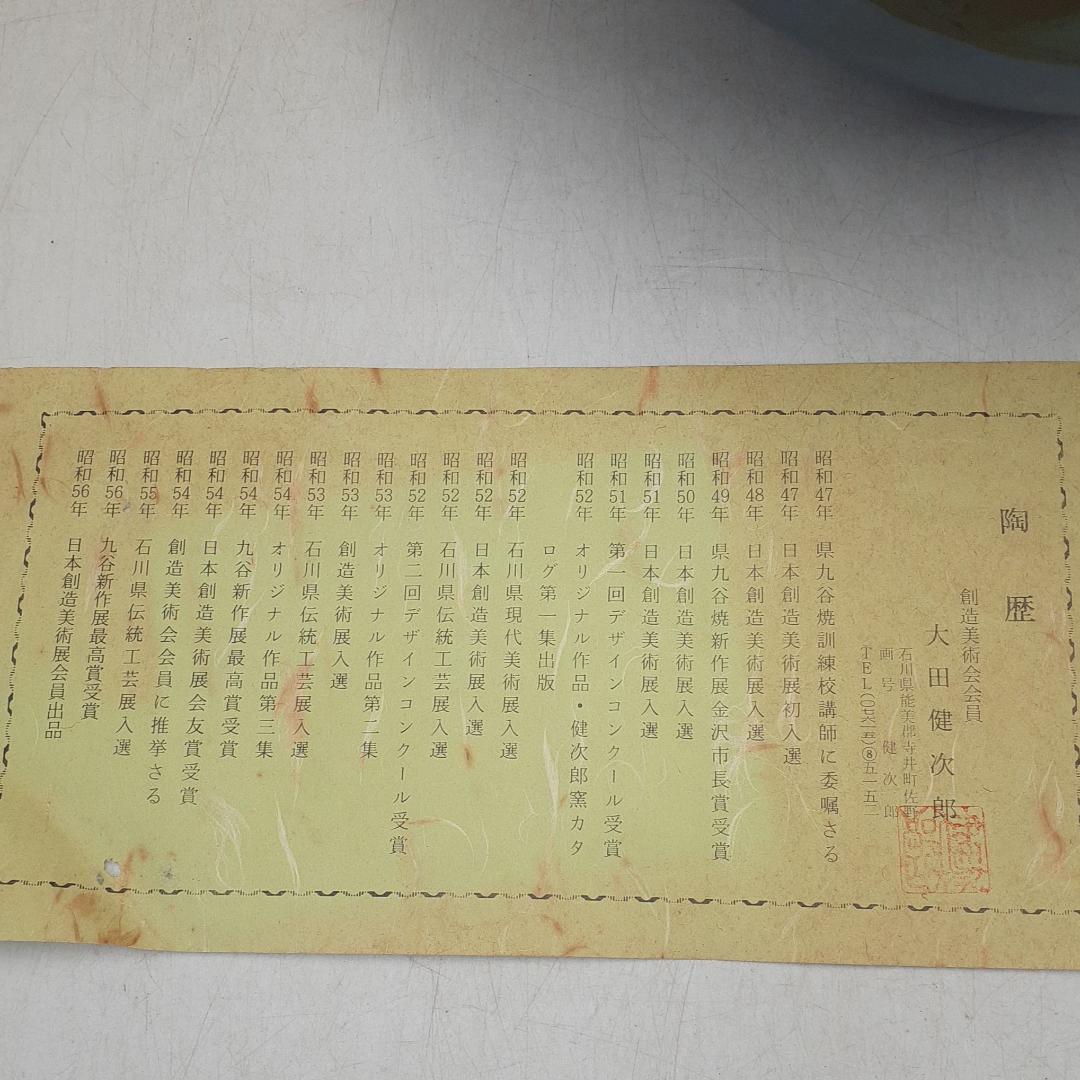 陶歴
創造美術会会員
大田健次郎
石川県能美郡寺井町佐野
画号 健次郎
昭和47年 県九谷焼訓練校講師に委嘱さる
昭和47年 日本創造美術展初入選
昭和48年 日本創造美術展入選
昭和49年 県九谷焼新作展金沢市長賞受賞
昭和50年 日本創造美術展入選
昭和51年 日本創造美術展入選
昭和51年 第一回デザインコンクール受賞
昭和52年 オリジナル作品・健次郎窯カタ
ログ第一集出版
昭和52年 石川県現代美術展入選
昭和52年 日本創造美術展入選
昭和52年 石川県伝統工芸展入選
昭和52年 第二回デザインコンクール受賞
昭和53年 オリジナル作品第二集
昭和53年 創造美術展入選
昭和53年 石川県伝統工芸展入選
昭和54年 オリジナル作品第三集
昭和54年 九谷新作展最高賞受賞
昭和54年 日本創造美術展会友賞受賞
昭和54年 創造美術会会員に推挙さる
昭和55年 石川県伝統工芸展入選
昭和56年 九谷新作展最高賞受賞
昭和56年 日本創造美術展会員出品